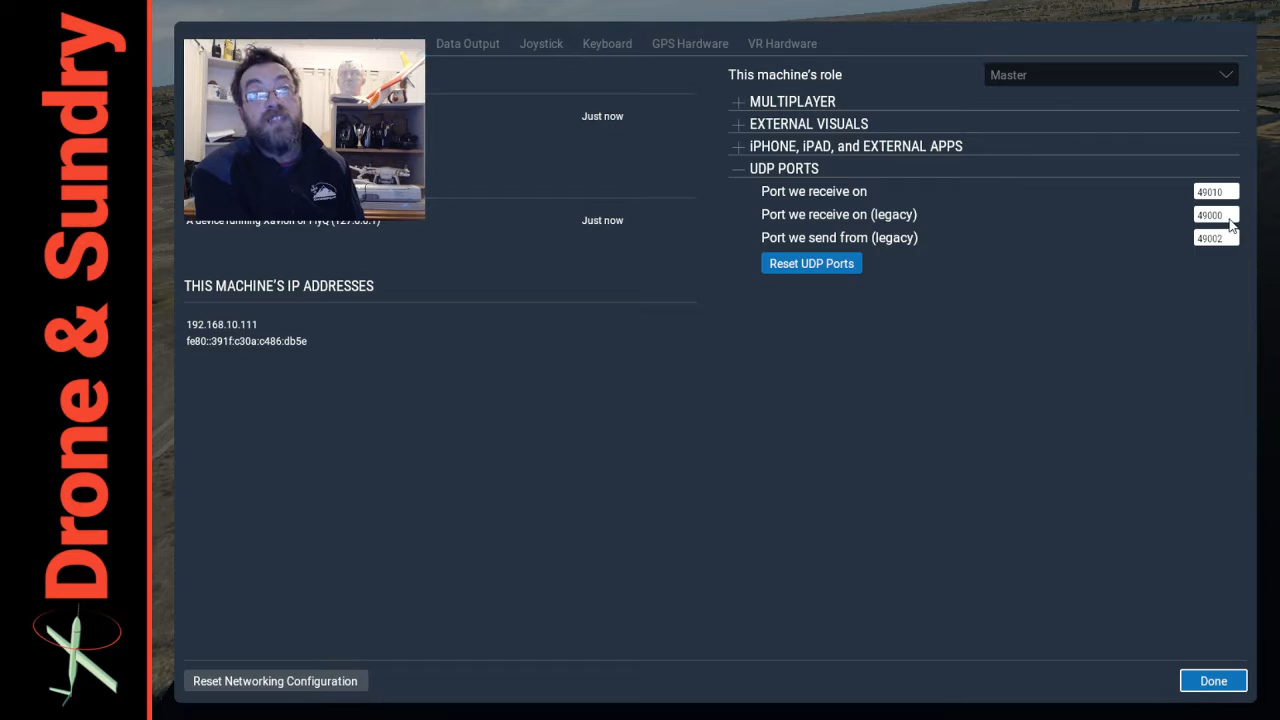 Drone & Sundry
Data Output
Joystick
Keyboard
GPS Hardware
VR Hardware
Just now
Just now
THIS MACHINE'S IP ADDRESSES
192.168.10.111
fe80::391f:c30a:c486:db5e
This machine's role
Master
MULTIPLAYER
EXTERNAL VISUALS
iPHONE, iPAD, and EXTERNAL APPS
UDP PORTS
Port we receive on
49010
Port we receive on (legacy)
49000
Port we send from (legacy)
49002
Reset UDP Ports
Reset Networking Configuration
Done